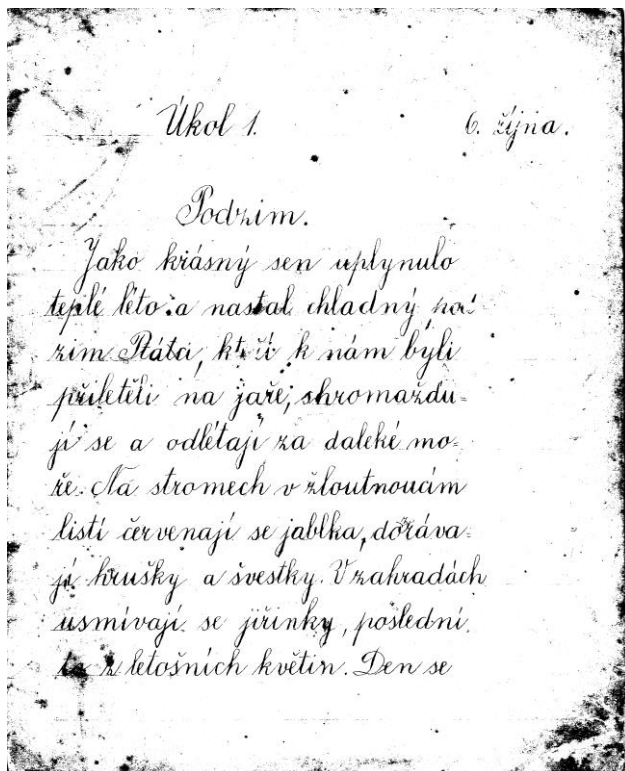 Úkol 1. 6. října.
Podzim.
Jako krásný sen uplynulo
teplé léto a nastal chladný pod-
zim. Ptáci, kteří k nám byli
přiletěli na jaře, shromažďu-
jí se a odlétají za daleké mo-
ře. Na stromech v žloutnoucím
listí červenají se jablka, dozráva-
jí hrušky a švestky. V zahradách
usmívají se jiřinky, poslední
z letošních květin. Den se